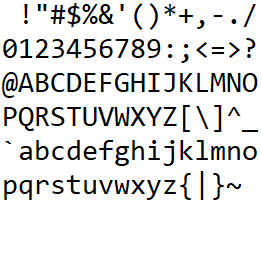 !"#$%&'()*+,-./
0123456789:;<=>?
@ABCDEFGHIJKLMNO
PQRSTUVWXYZ[\]^_
`abcdefghijklmno
pqrstuvwxyz{|}~